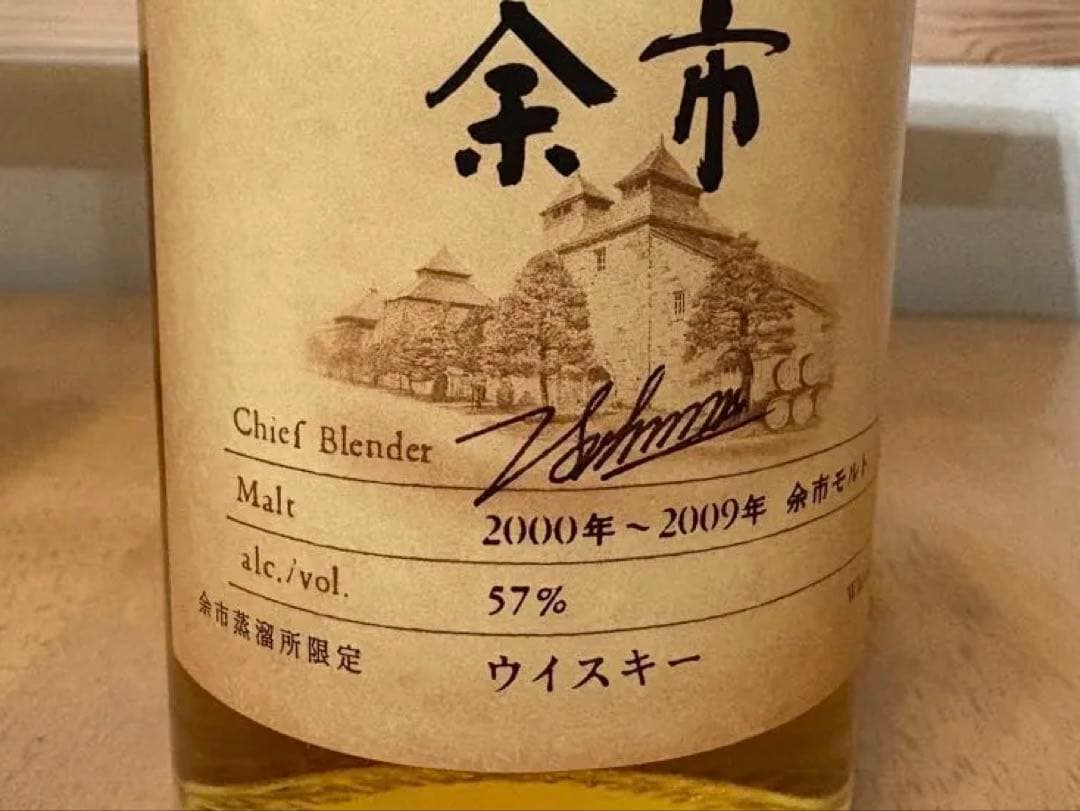 余市
Chief Blender
Malt 2000年～2009年 余市モルト
alc./vol. 57%
余市蒸溜所限定 ウイスキー